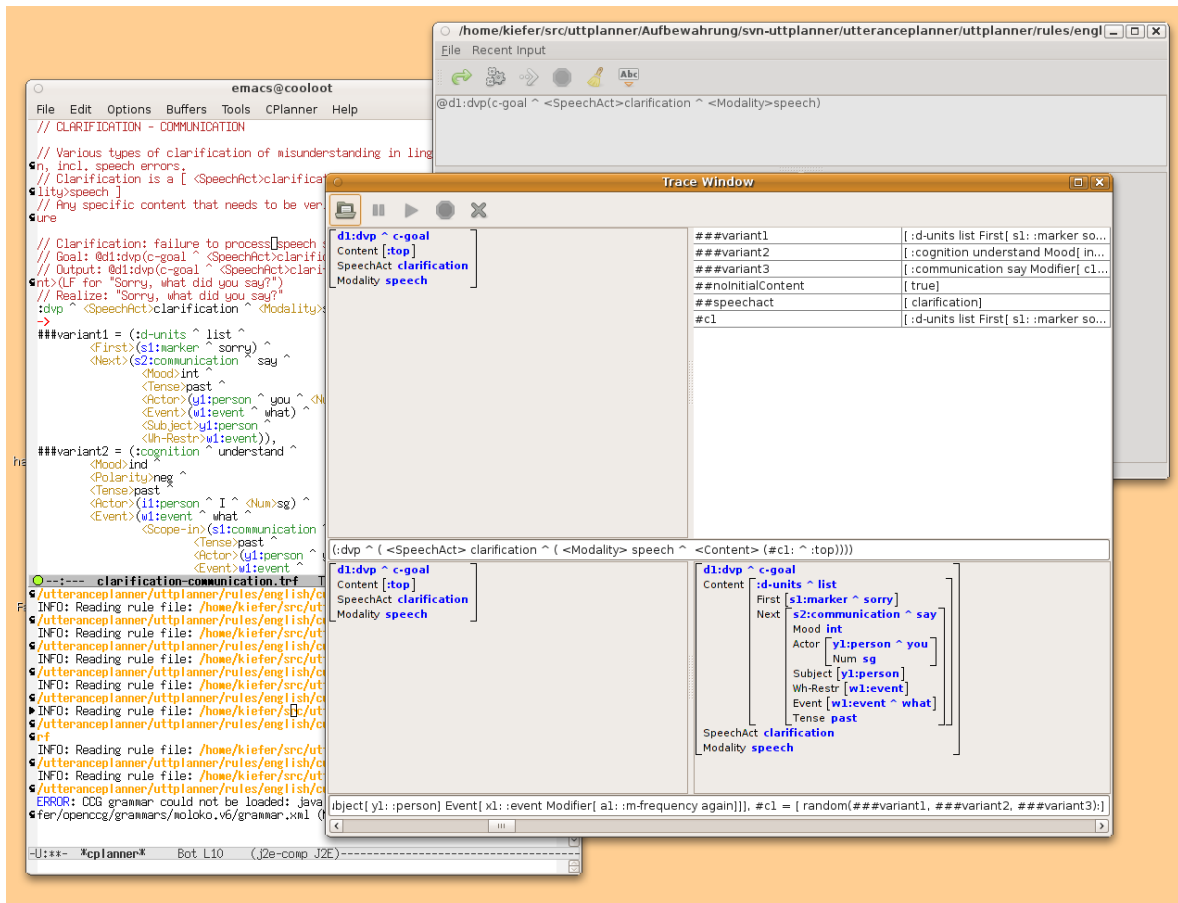 /home/kiefer/src/uttplanner/Aufbewahrung/svn-uttplanner/utteranceplanner/uttplanner/rules/engl
File Recent Input
Abc
@d1:dvp(c-goal ^ <SpeechAct>clarification ^ <Modality>speech)
emacs@cooloot
File Edit Options Buffers Tools CPlanner Help
// CLARIFICATION - COMMUNICATION
// Various types of clarification of misunderstanding in ling
n, incl. speech errors.
// Clarification is a [ <SpeechAct>clarificat
lity>speech ]
// Any specific content that needs to be ver
ure
// Clarification: failure to process speech s
// Goal: @d1:dvp(c-goal ^ <SpeechAct>clarifi
// Output: @d1:dvp(c-goal ^ <SpeechAct>clari
nt>(LF for "Sorry, what did you say?")
// Realize: "Sorry, what did you say?"
:dvp ^ <SpeechAct>clarification ^ <Modality>s
->
###variant1 = (:d-units ^ list ^
<First>(s1:marker ^ sorry) ^
<Next>(s2:communication ^ say ^
<Mood>int ^
<Tense>past ^
<Actor>(y1:person ^ you ^ <Nu
<Event>(w1:event ^ what) ^
<Subject>y1:person ^
<Wh-Restr>w1:event)),
###variant2 = (:cognition ^ understand ^
<Mood>ind ^
<Polarity>neg ^
<Tense>past ^
<Actor>(i1:person ^ I ^ <Num>sg) ^
<Event>(w1:event ^ what ^
<Scope-in>(s1:communication ^
<Tense>past ^
<Actor>(y1:person ^ y
<Event>w1:event ^
--:--- clarification-communication.trf T
/utteranceplanner/uttplanner/rules/english/cu
INFO: Reading rule file: /home/kiefer/src/ut
/utteranceplanner/uttplanner/rules/english/cu
INFO: Reading rule file: /home/kiefer/src/ut
/utteranceplanner/uttplanner/rules/english/cu
INFO: Reading rule file: /home/kiefer/src/ut
/utteranceplanner/uttplanner/rules/english/cu
INFO: Reading rule file: /home/kiefer/src/ut
/utteranceplanner/uttplanner/rules/english/cu
INFO: Reading rule file: /home/kiefer/src/ut
/utteranceplanner/uttplanner/rules/english/cu
rf
INFO: Reading rule file: /home/kiefer/src/ut
/utteranceplanner/uttplanner/rules/english/cu
INFO: Reading rule file: /home/kiefer/src/ut
/utteranceplanner/uttplanner/rules/english/cu
ERROR: CCG grammar could not be loaded: java
fer/openccg/grammars/moloko.v6/grammar.xml (N
-U:**- *cplanner* Bot L10 (j2e-comp J2E)
Trace Window
d1:dvp ^ c-goal
Content [:top]
SpeechAct clarification
Modality speech
###variant1 [ :d-units list First[ s1: :marker so...
###variant2 [ :cognition understand Mood[ in...
###variant3 [ :communication say Modifier[ c1...
##noInitialContent [ true]
##speechact [ clarification]
#c1 [ :d-units list First[ s1: :marker so...
(:dvp ^ ( <SpeechAct> clarification ^ ( <Modality> speech ^ <Content> (#c1: ^ :top))))
d1:dvp ^ c-goal
Content [:top]
SpeechAct clarification
Modality speech
d1:dvp ^ c-goal
Content :d-units ^ list
First [s1:marker ^ sorry]
Next s2:communication ^ say
Mood int
Actor y1:person ^ you
Num sg
Subject [y1:person]
Wh-Restr [w1:event]
Event [w1:event ^ what]
Tense past
SpeechAct clarification
Modality speech
bject[ y1: :person] Event[ x1: :event Modifier[ a1: :m-frequency again]]], #c1 = [ random(###variant1, ###variant2, ###variant3):]